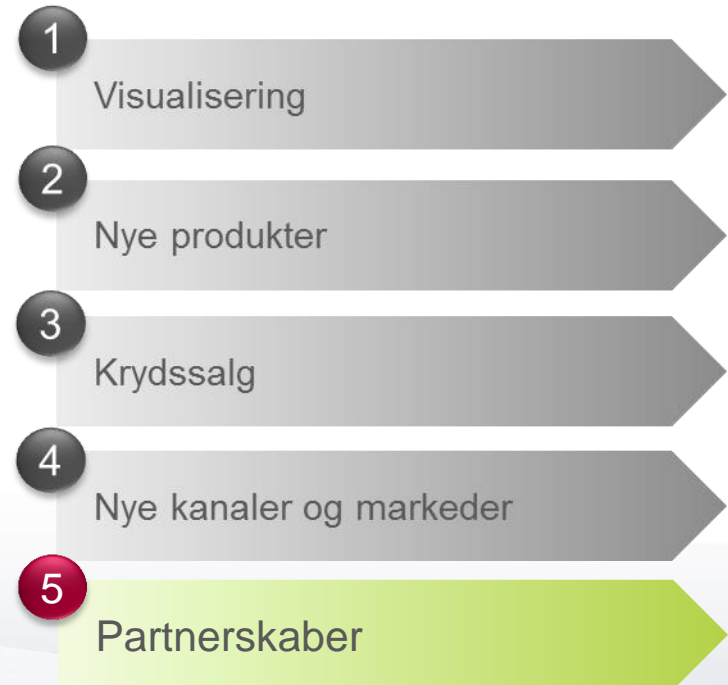 1
Visualisering
2
Nye produkter
3
Krydssalg
4
Nye kanaler og markeder
5
Partnerskaber